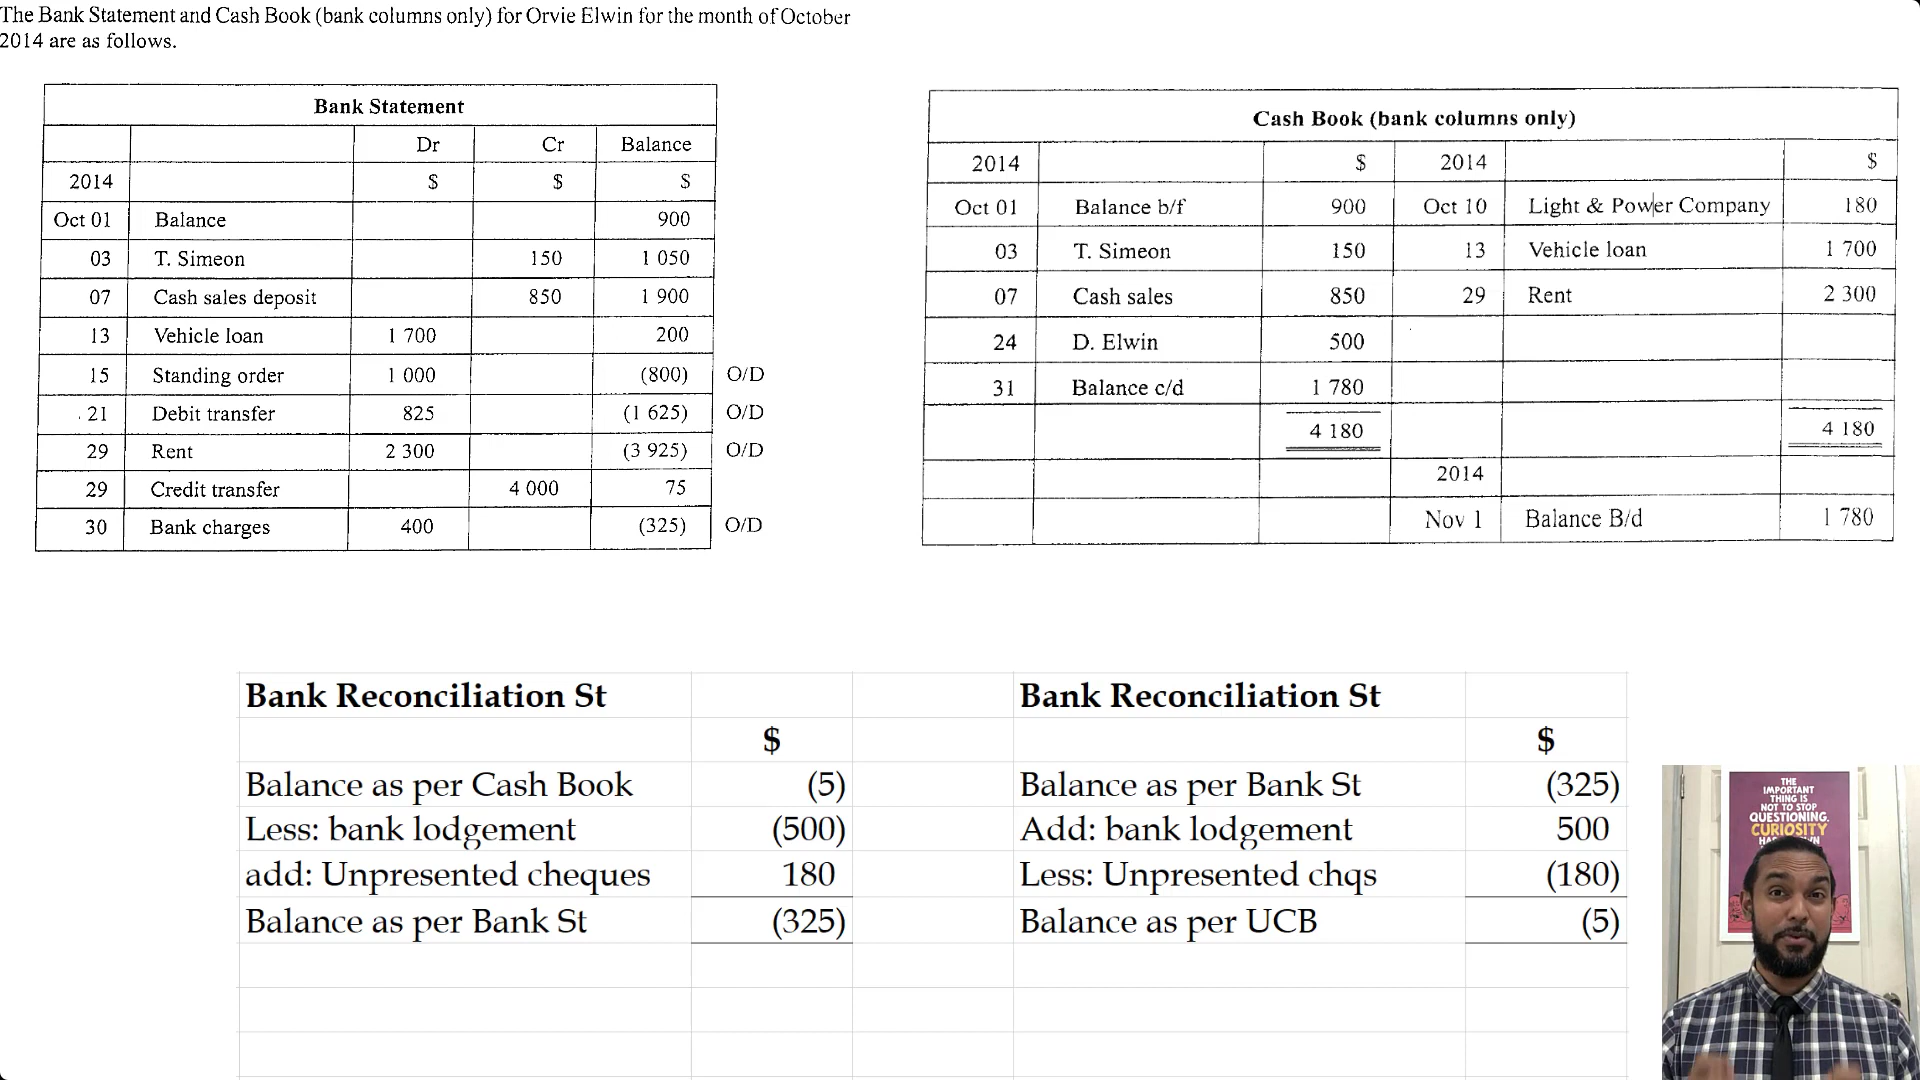 The Bank Statement and Cash Book (bank columns only) for Orvie Elwin for the month of October
2014 are as follows.
Bank Statement
Dr Cr Balance
2014 $ $ $
Oct 01 Balance 900
03 T. Simeon 150 1 050
07 Cash sales deposit 850 1 900
13 Vehicle loan 1 700 200
15 Standing order 1 000 (800) O/D
21 Debit transfer 825 (1 625) O/D
29 Rent 2 300 (3 925) O/D
29 Credit transfer 4 000 75
30 Bank charges 400 (325) O/D
Cash Book (bank columns only)
2014 $ 2014 $
Oct 01 Balance b/f 900 Oct 10 Light & Power Company 180
03 T. Simeon 150 13 Vehicle loan 1 700
07 Cash sales 850 29 Rent 2 300
24 D. Elwin 500
31 Balance c/d 1 780
4 180 4 180
2014
Nov 1 Balance B/d 1 780
Bank Reconciliation St
$
Balance as per Cash Book (5)
Less: bank lodgement (500)
add: Unpresented cheques 180
Balance as per Bank St (325)
Bank Reconciliation St
$
Balance as per Bank St (325)
Add: bank lodgement 500
Less: Unpresented chqs (180)
Balance as per UCB (5)
THE
IMPORTANT
THING IS
NOT TO STOP
QUESTIONING.
CURIOSITY